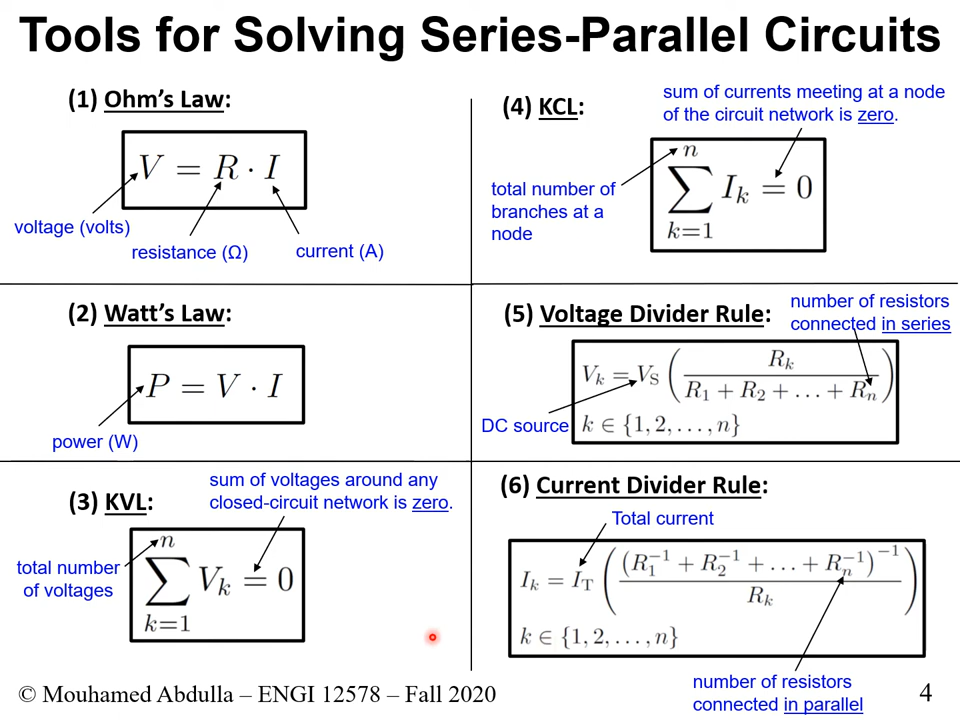 Tools for Solving Series-Parallel Circuits
(1) Ohm's Law:
V = R · I
voltage (volts)
resistance (Ω)
current (A)
(2) Watt's Law:
P = V · I
power (W)
(3) KVL:
sum of voltages around any
closed-circuit network is zero.
total number
of voltages
n
∑ Vₖ = 0
k=1
(4) KCL:
sum of currents meeting at a node
of the circuit network is zero.
total number of
branches at a
node
n
∑ Iₖ = 0
k=1
(5) Voltage Divider Rule:
number of resistors
connected in series
V_k = V_S ( R_k / (R_1 + R_2 + ... + R_n) )
DC source
k ∈ {1, 2, ..., n}
(6) Current Divider Rule:
Total current
I_k = I_T ( (R_1^{-1} + R_2^{-1} + ... + R_n^{-1})^{-1} / R_k )
k ∈ {1, 2, ..., n}
number of resistors
connected in parallel
© Mouhamed Abdulla – ENGI 12578 – Fall 2020
4